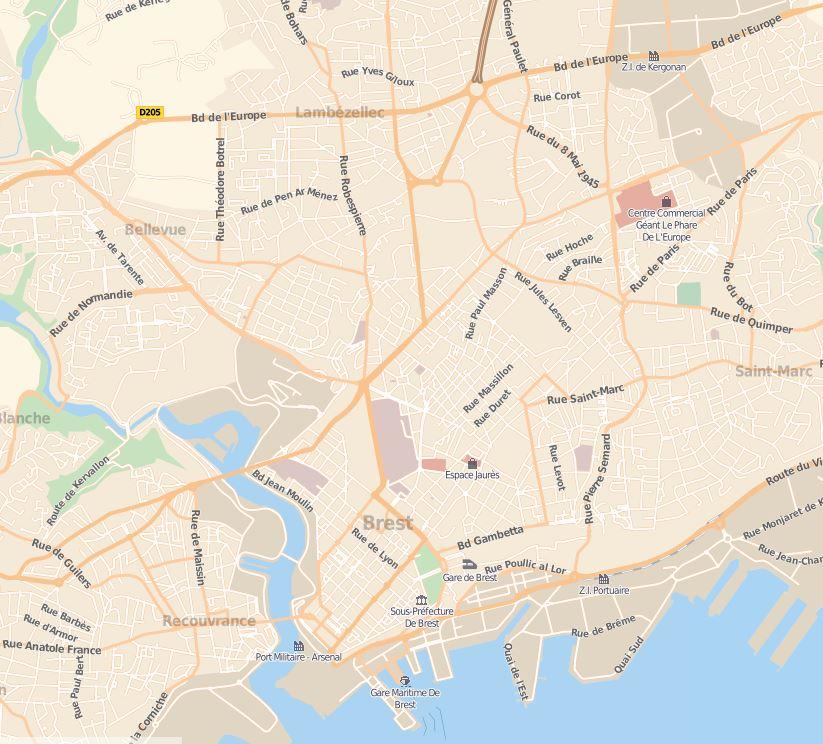 Rue de Kere
de Bohars
Rue
Général Paulet
Bd de l'Europe
Bd de l'Europe
Z.I. de Kergonan
Rue Yves Giloux
Rue Corot
D205
Bd de l'Europe
Lambézellec
Rue du 8 Mai 1945
Rue Théodore Botrel
Rue Robespierre
Rue de Pen Ar Menez
Rue de Paris
Centre Commercial
Géant Le Phare
De L'Europe
Bellevue
Av. de Tarente
Rue Hoche
Rue Braille
Rue de Paris
Rue du Bot
Rue de Normandie
Rue Paul Masson
Rue Jules Lesven
Rue de Quimper
Saint-Marc
Rue Massillon
Rue Duret
Rue Saint-Marc
Blanche
Rue Levot
Rue Pierre Semard
Espace Jaurès
Route du Vi
Route de Kervallon
Bd Jean Moulin
Rue de Maissin
Brest
Rue de Lyon
Bd Gambetta
Rue Monjaret de K
Rue Jean-Char
Rue de Guilers
Rue Poullic al Lor
Gare de Brest
Z.I. Portuaire
Sous-Préfecture
De Brest
Rue Barbès
Rue d'Armor
Recouvrance
Rue de Brême
Rue Anatole France
Port Militaire - Arsenal
Quai Sud
Quai de l'Est
Rue Paul Bert
Gare Maritime De
Brest
la Corniche